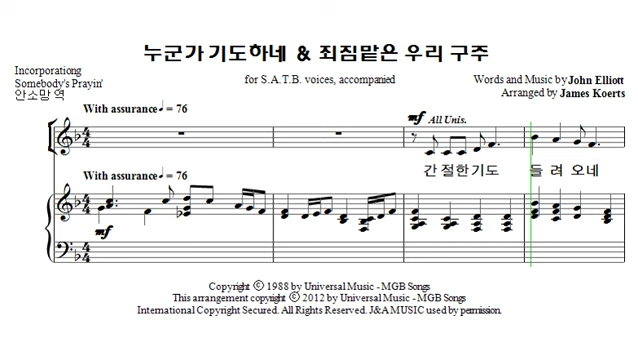 누군가 기도하네 & 죄짐맡은 우리 구주
Incorporationg
Somebody's Prayin'
안소망 역
for S.A.T.B. voices, accompanied
Words and Music by John Elliott
Arranged by James Koerts
With assurance ♩ = 76
mf All Unis.
간 절한기도 들 려 오네
With assurance ♩ = 76
mf
Copyright © 1988 by Universal Music - MGB Songs
This arrangement copyright © 2012 by Universal Music - MGB Songs
International Copyright Secured. All Rights Reserved. J&A MUSIC used by permission.